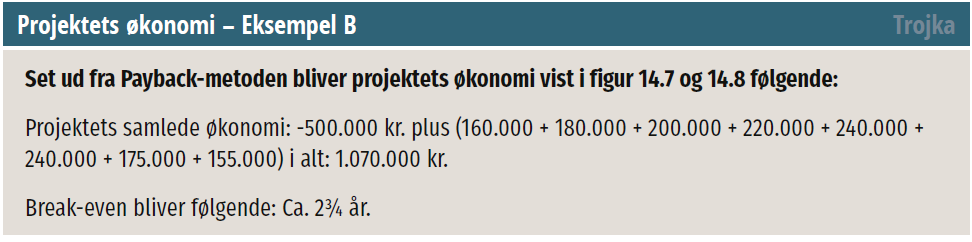 Projektets økonomi – Eksempel B Trojka
Set ud fra Payback-metoden bliver projektets økonomi vist i figur 14.7 og 14.8 følgende:
Projektets samlede økonomi: -500.000 kr. plus (160.000 + 180.000 + 200.000 + 220.000 + 240.000 +
240.000 + 175.000 + 155.000) i alt: 1.070.000 kr.
Break-even bliver følgende: Ca. 2¾ år.